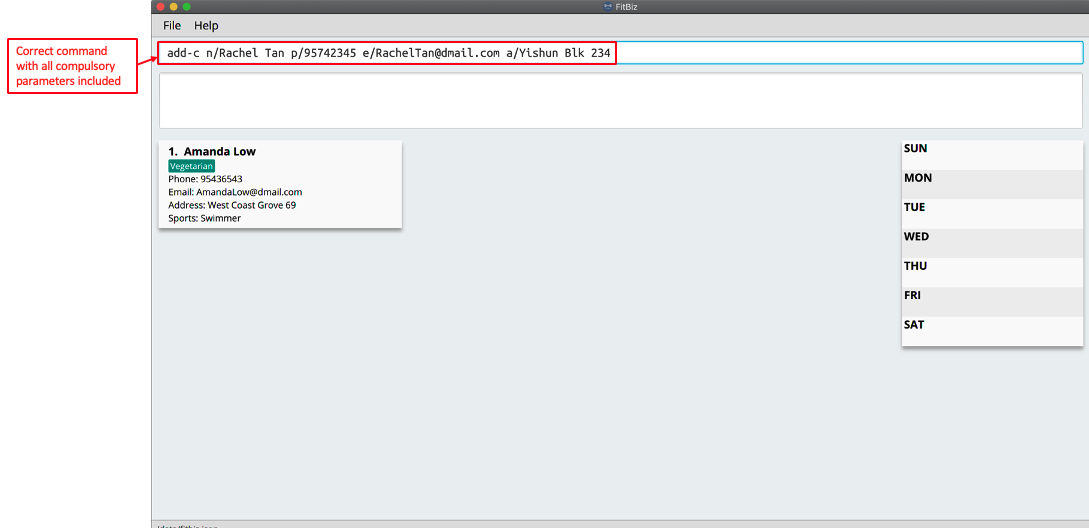 FitBiz
File Help
Correct command
with all compulsory
parameters included
add-c n/Rachel Tan p/95742345 e/RachelTan@dmail.com a/Yishun Blk 234
1. Amanda Low
Vegetarian
Phone: 95436543
Email: AmandaLow@dmail.com
Address: West Coast Grove 69
Sports: Swimmer
SUN
MON
TUE
WED
THU
FRI
SAT